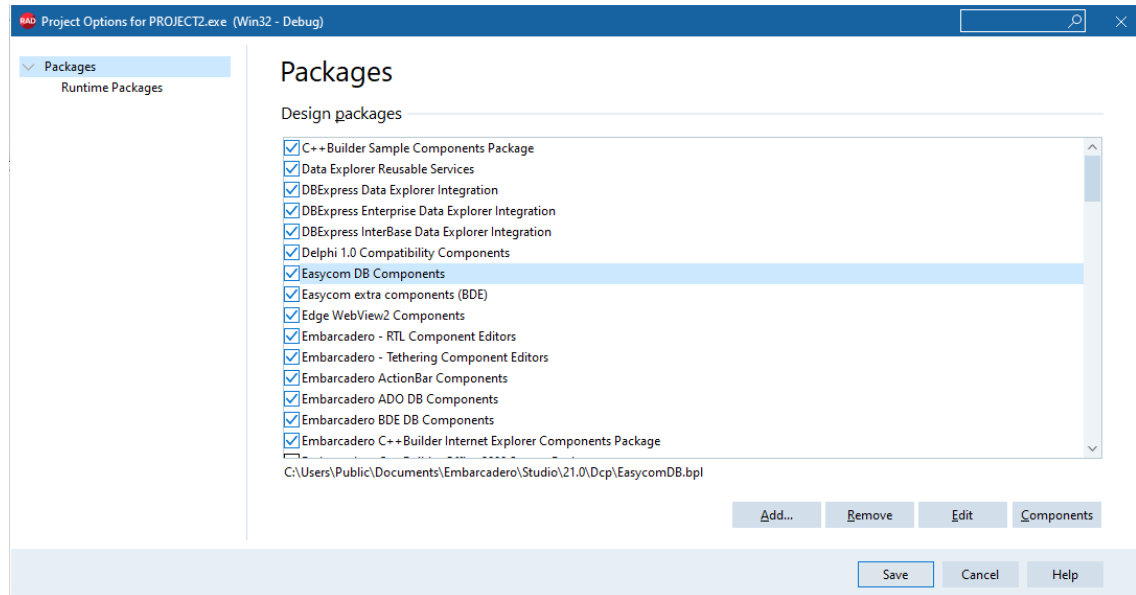 RAD Project Options for PROJECT2.exe (Win32 - Debug)
Packages
Runtime Packages
Packages
Design packages
C++Builder Sample Components Package
Data Explorer Reusable Services
DBExpress Data Explorer Integration
DBExpress Enterprise Data Explorer Integration
DBExpress InterBase Data Explorer Integration
Delphi 1.0 Compatibility Components
Easycom DB Components
Easycom extra components (BDE)
Edge WebView2 Components
Embarcadero - RTL Component Editors
Embarcadero - Tethering Component Editors
Embarcadero ActionBar Components
Embarcadero ADO DB Components
Embarcadero BDE DB Components
Embarcadero C++Builder Internet Explorer Components Package
C:\Users\Public\Documents\Embarcadero\Studio\21.0\Dcp\EasycomDB.bpl
Add... Remove Edit Components
Save Cancel Help